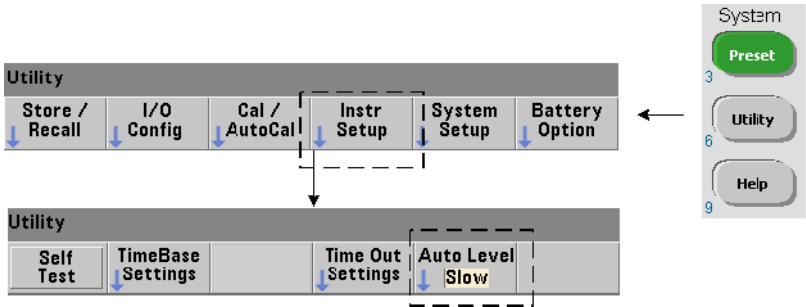 System
Preset
3
Utility
6
Help
9
Utility
Store / Recall
I/O Config
Cal / AutoCal
Instr Setup
System Setup
Battery Option
Utility
Self Test
TimeBase Settings
Time Out Settings
Auto Level Slow